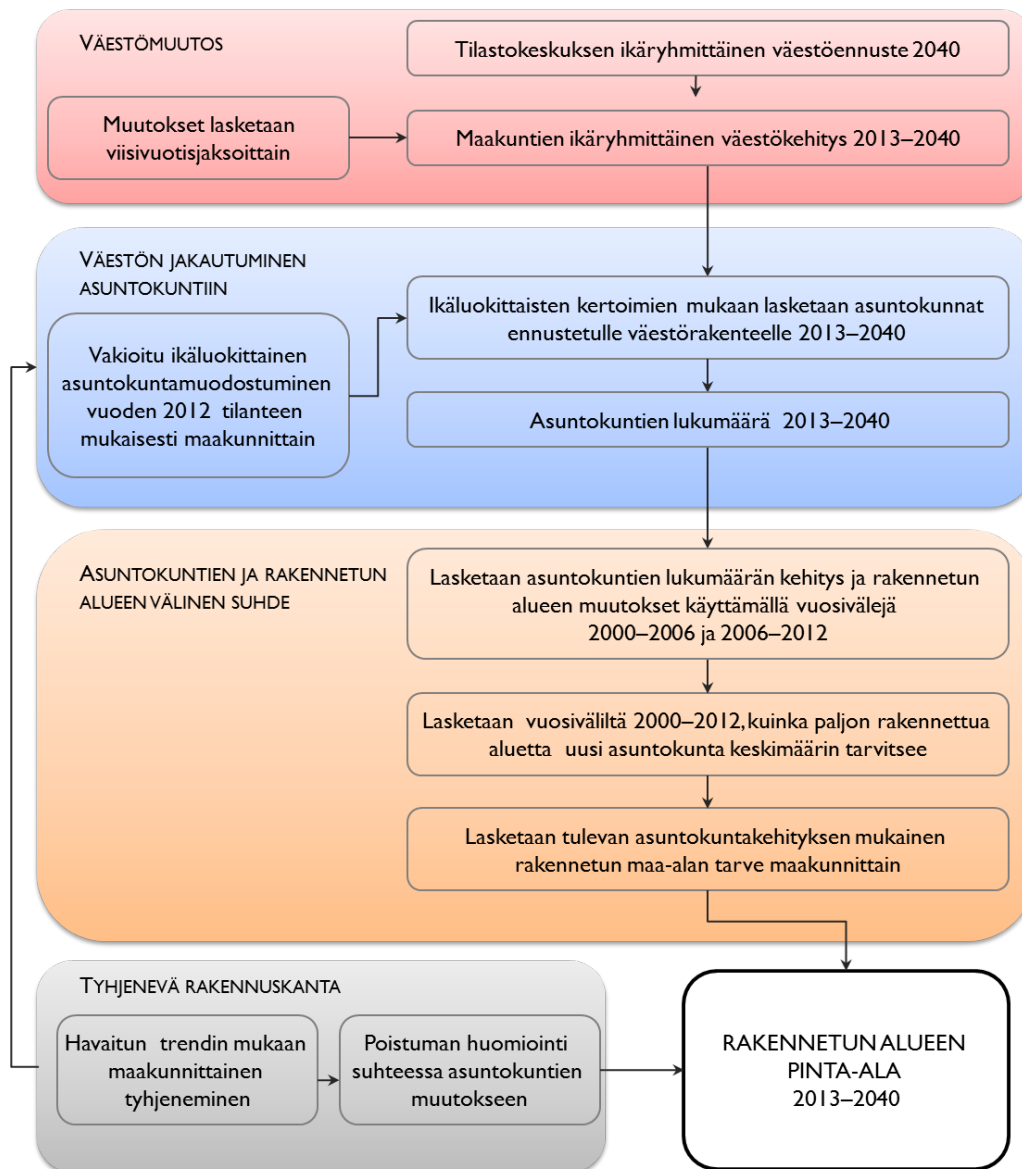 VÄESTÖMUUTOS
Tilastokeskuksen ikäryhmittäinen väestöennuste 2040
Muutokset lasketaan
viisivuotisjaksoittain
Maakuntien ikäryhmittäinen väestökehitys 2013–2040
VÄESTÖN JAKAUTUMINEN
ASUNTOKUNTIIN
Ikäluokittaisten kertoimien mukaan lasketaan asuntokunnat
ennustetulle väestörakenteelle 2013–2040
Vakioitu ikäluokittainen
asuntokuntamuodostuminen
vuoden 2012 tilanteen
mukaisesti maakunnittain
Asuntokuntien lukumäärä 2013–2040
ASUNTOKUNTIEN JA RAKENNETUN
ALUEEN VÄLINEN SUHDE
Lasketaan asuntokuntien lukumäärän kehitys ja rakennetun
alueen muutokset käyttämällä vuosivälejä
2000–2006 ja 2006–2012
Lasketaan vuosiväliltä 2000–2012, kuinka paljon rakennettua
aluetta uusi asuntokunta keskimäärin tarvitsee
Lasketaan tulevan asuntokuntakehityksen mukainen
rakennetun maa-alan tarve maakunnittain
TYHJENEVÄ RAKENNUSKANTA
Havaitun trendin mukaan
maakunnittainen
tyhjeneminen
Poistuman huomiointi
suhteessa asuntokuntien
muutokseen
RAKENNETUN ALUEEN
PINTA-ALA
2013–2040